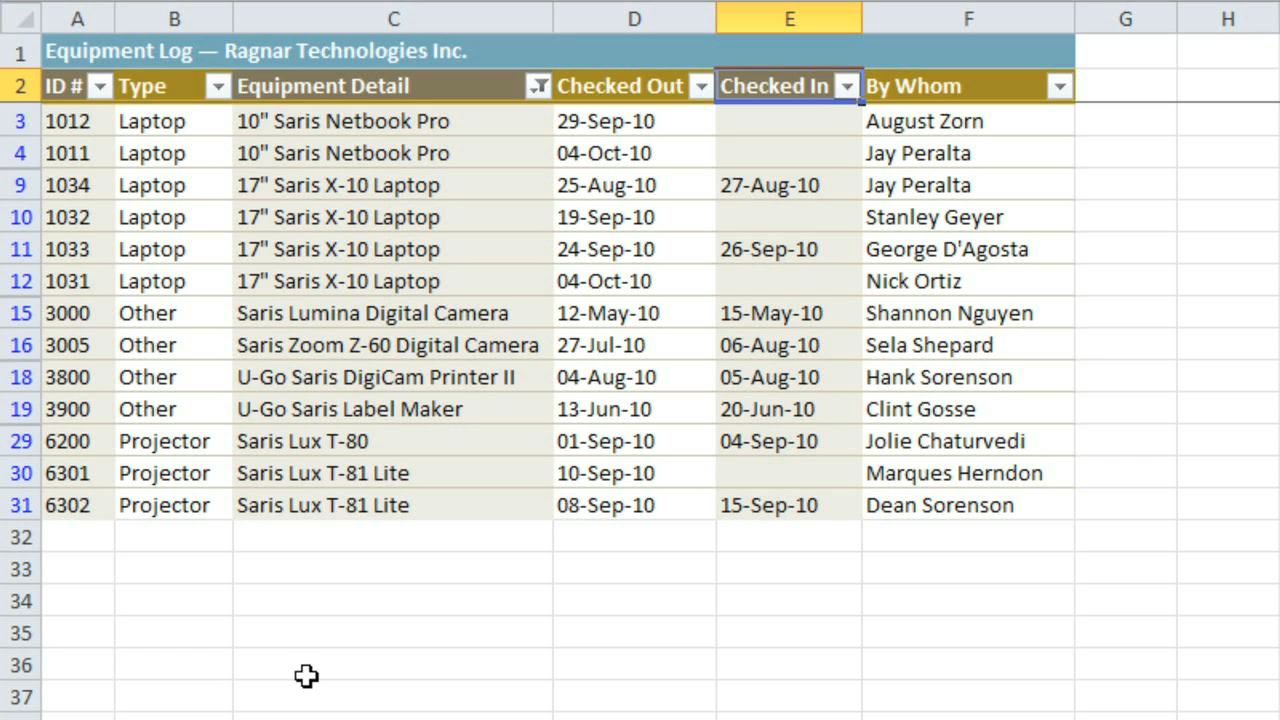 A B C D E F G H
1 Equipment Log — Ragnar Technologies Inc.
2 ID # Type Equipment Detail Checked Out Checked In By Whom
3 1012 Laptop 10" Saris Netbook Pro 29-Sep-10 August Zorn
4 1011 Laptop 10" Saris Netbook Pro 04-Oct-10 Jay Peralta
9 1034 Laptop 17" Saris X-10 Laptop 25-Aug-10 27-Aug-10 Jay Peralta
10 1032 Laptop 17" Saris X-10 Laptop 19-Sep-10 Stanley Geyer
11 1033 Laptop 17" Saris X-10 Laptop 24-Sep-10 26-Sep-10 George D'Agosta
12 1031 Laptop 17" Saris X-10 Laptop 04-Oct-10 Nick Ortiz
15 3000 Other Saris Lumina Digital Camera 12-May-10 15-May-10 Shannon Nguyen
16 3005 Other Saris Zoom Z-60 Digital Camera 27-Jul-10 06-Aug-10 Sela Shepard
18 3800 Other U-Go Saris DigiCam Printer II 04-Aug-10 05-Aug-10 Hank Sorenson
19 3900 Other U-Go Saris Label Maker 13-Jun-10 20-Jun-10 Clint Gosse
29 6200 Projector Saris Lux T-80 01-Sep-10 04-Sep-10 Jolie Chaturvedi
30 6301 Projector Saris Lux T-81 Lite 10-Sep-10 Marques Herndon
31 6302 Projector Saris Lux T-81 Lite 08-Sep-10 15-Sep-10 Dean Sorenson
32
33
34
35
36
37